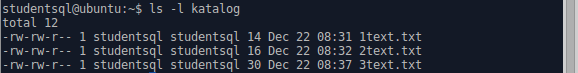 studentsql@ubuntu:~$ ls -l katalog
total 12
-rw-rw-r-- 1 studentsql studentsql 14 Dec 22 08:31 1text.txt
-rw-rw-r-- 1 studentsql studentsql 16 Dec 22 08:32 2text.txt
-rw-rw-r-- 1 studentsql studentsql 30 Dec 22 08:37 3text.txt